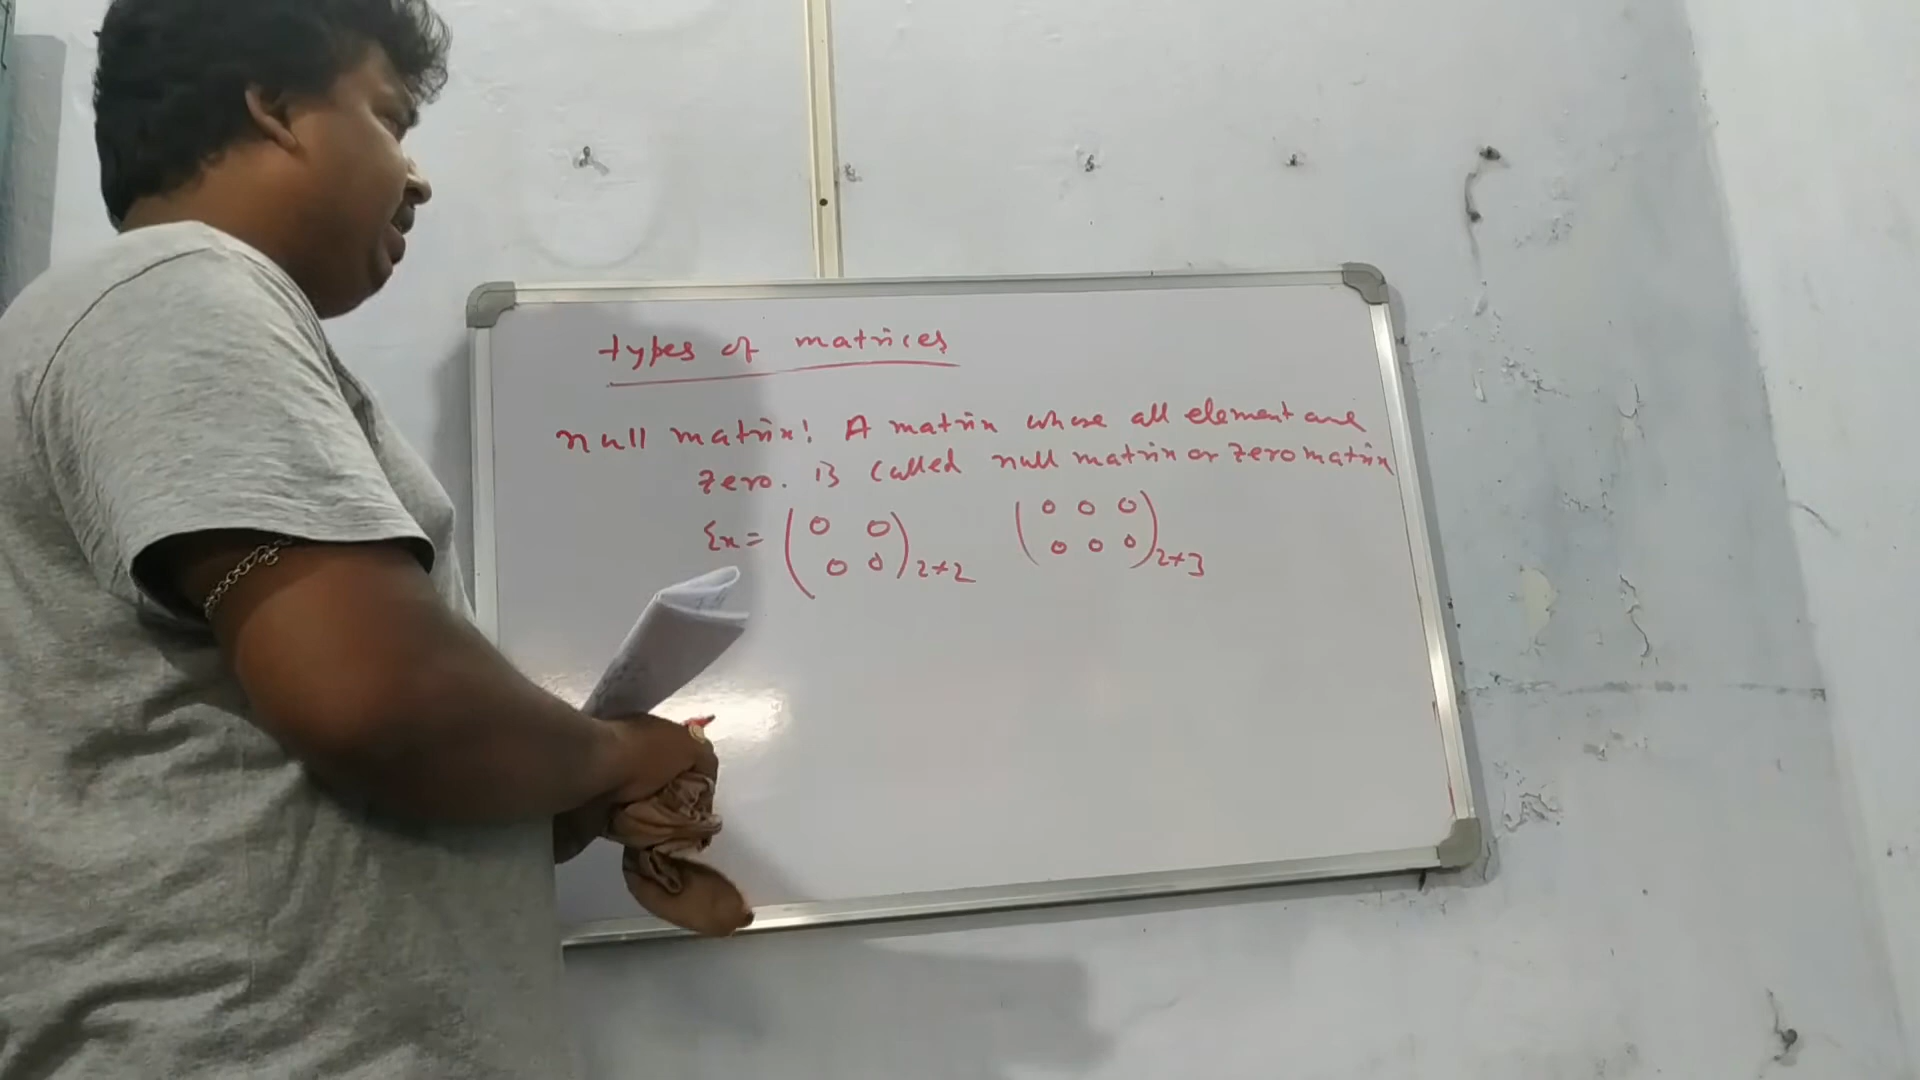 types of matrices
null matrix: A matrix whose all element are
zero. is called null matrix or zero matrix
Ex = (0 0
0 0) 2×2 (0 0 0
0 0 0) 2×3